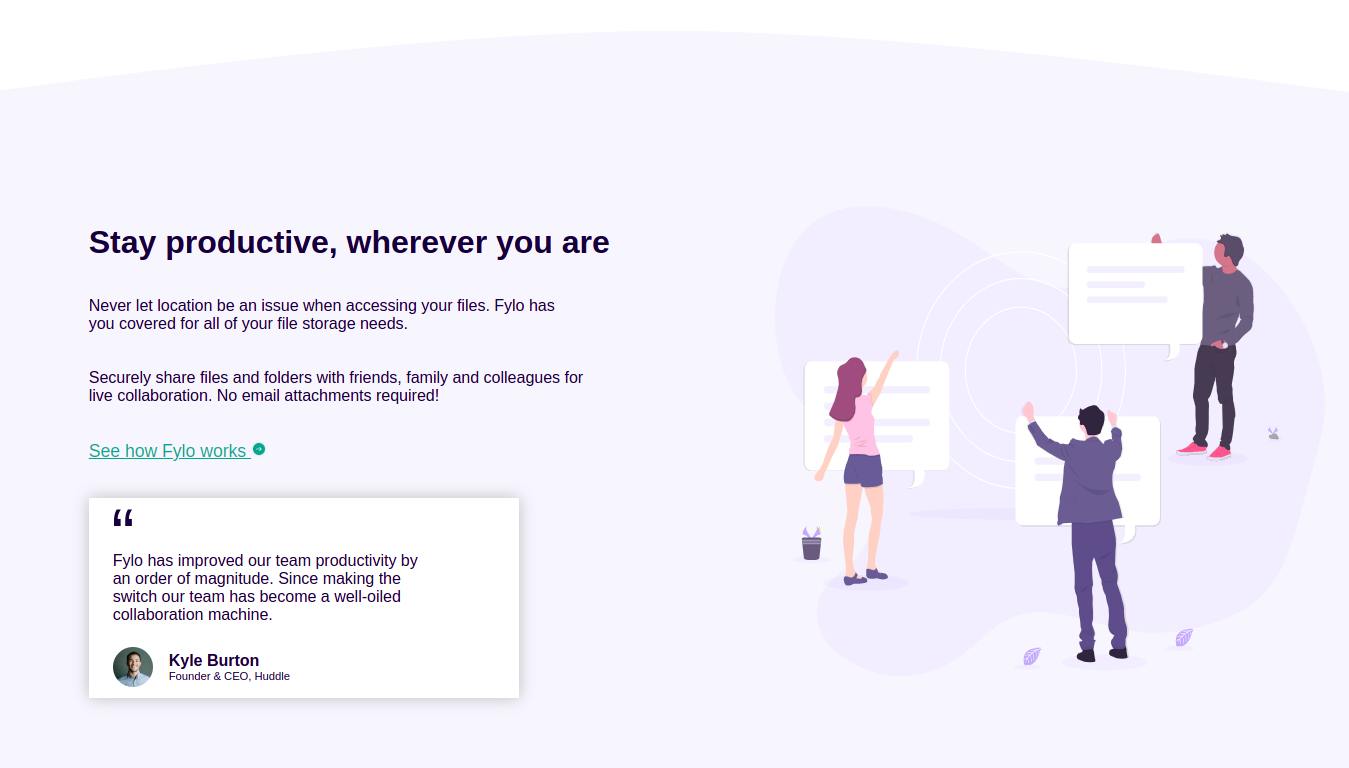 Stay productive, wherever you are
Never let location be an issue when accessing your files. Fylo has
you covered for all of your file storage needs.
Securely share files and folders with friends, family and colleagues for
live collaboration. No email attachments required!
See how Fylo works
“
Fylo has improved our team productivity by
an order of magnitude. Since making the
switch our team has become a well-oiled
collaboration machine.
Kyle Burton
Founder & CEO, Huddle